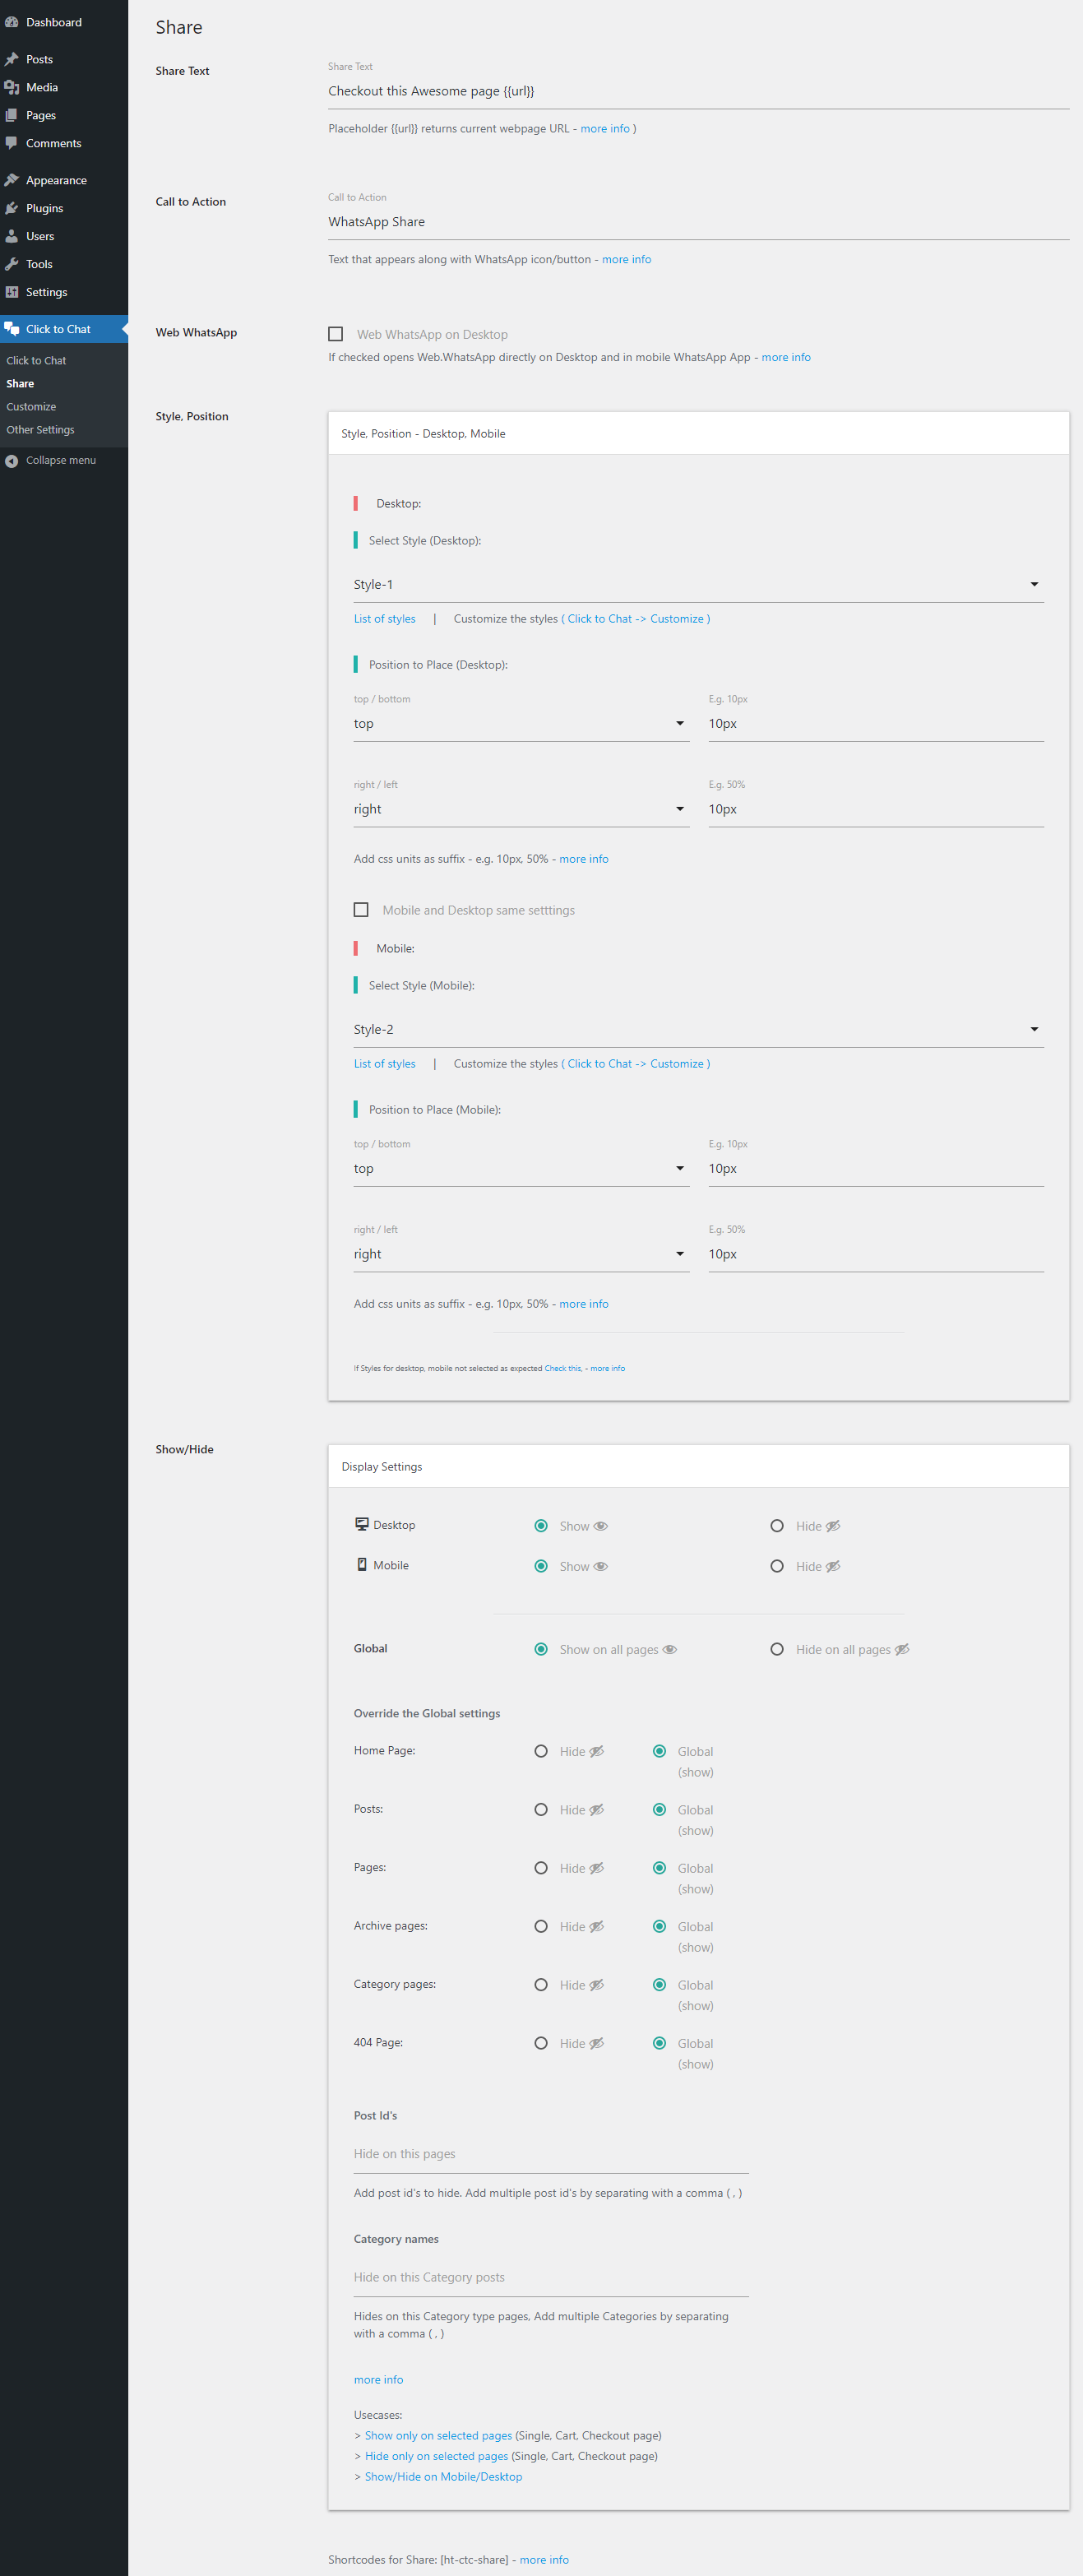 Dashboard
Posts
Media
Pages
Comments
Appearance
Plugins
Users
Tools
Settings
Click to Chat
Click to Chat
Share
Customize
Other Settings
Collapse menu
Share
Share Text
Share Text
Checkout this Awesome page {{url}}
Placeholder {{url}} returns current webpage URL - more info )
Call to Action
Call to Action
WhatsApp Share
Text that appears along with WhatsApp icon/button - more info
Web WhatsApp
Web WhatsApp on Desktop
If checked opens Web.WhatsApp directly on Desktop and in mobile WhatsApp App - more info
Style, Position
Style, Position - Desktop, Mobile
Desktop:
Select Style (Desktop):
Style-1
List of styles | Customize the styles ( Click to Chat -> Customize )
Position to Place (Desktop):
top / bottom E.g. 10px
top 10px
right / left E.g. 50%
right 10px
Add css units as suffix - e.g. 10px, 50% - more info
Mobile and Desktop same setttings
Mobile:
Select Style (Mobile):
Style-2
List of styles | Customize the styles ( Click to Chat -> Customize )
Position to Place (Mobile):
top / bottom E.g. 10px
top 10px
right / left E.g. 50%
right 10px
Add css units as suffix - e.g. 10px, 50% - more info
If Styles for desktop, mobile not selected as expected Check this, - more info
Show/Hide
Display Settings
Desktop Show Hide
Mobile Show Hide
Global Show on all pages Hide on all pages
Override the Global settings
Home Page: Hide Global
(show)
Posts: Hide Global
(show)
Pages: Hide Global
(show)
Archive pages: Hide Global
(show)
Category pages: Hide Global
(show)
404 Page: Hide Global
(show)
Post Id's
Hide on this pages
Add post id's to hide. Add multiple post id's by separating with a comma ( , )
Category names
Hide on this Category posts
Hides on this Category type pages, Add multiple Categories by separating
with a comma ( , )
more info
Usecases:
> Show only on selected pages (Single, Cart, Checkout page)
> Hide only on selected pages (Single, Cart, Checkout page)
> Show/Hide on Mobile/Desktop
Shortcodes for Share: [ht-ctc-share] - more info